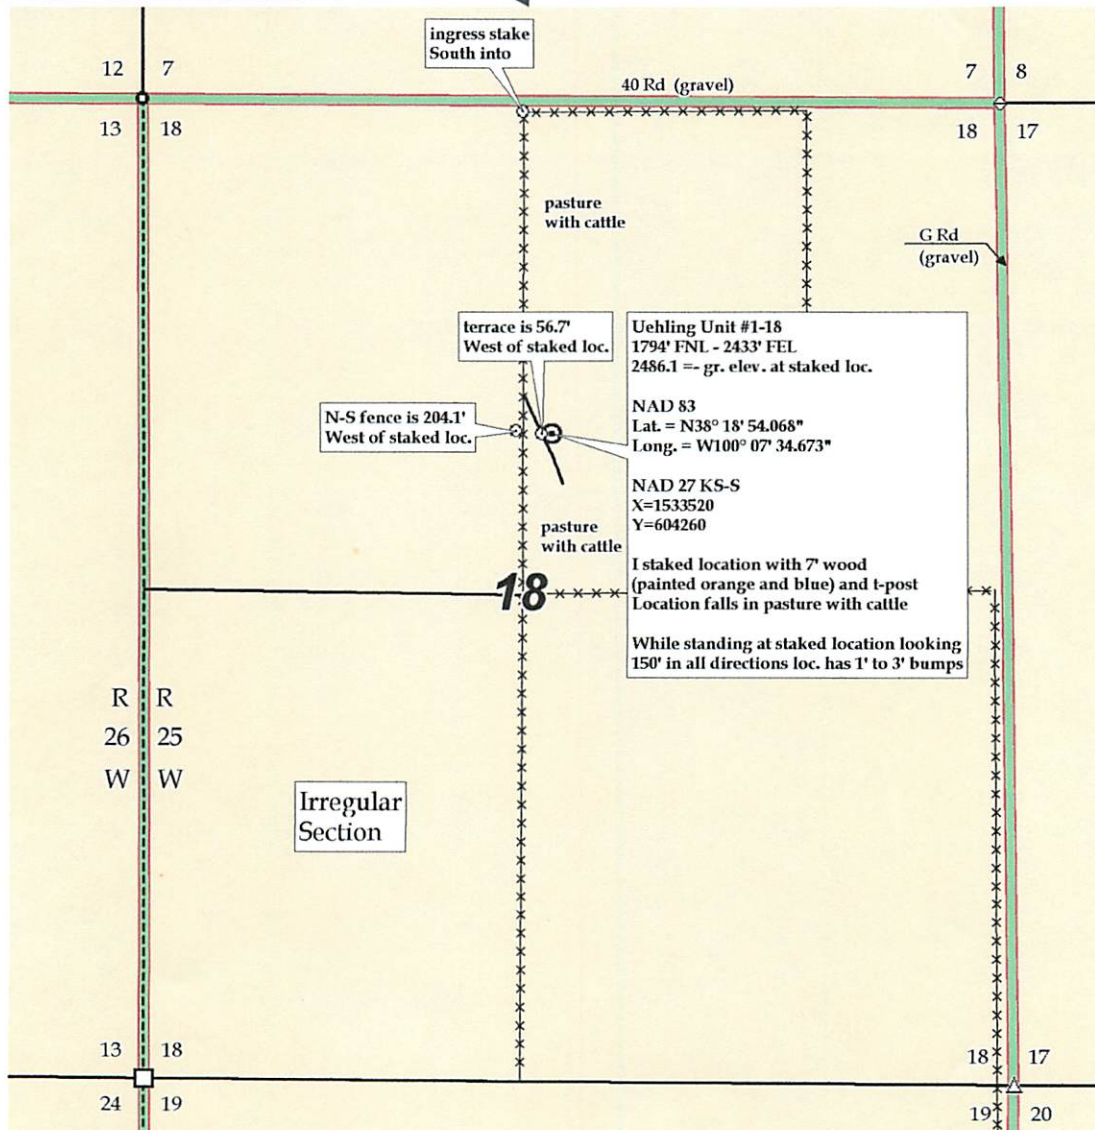 ingress stake
South into
12 7
7 8
40 Rd (gravel)
13 18
18 17
pasture
with cattle
G Rd
(gravel)
terrace is 56.7'
West of staked loc.
N-S fence is 204.1'
West of staked loc.
Uehling Unit #1-18
1794' FNL - 2433' FEL
2486.1 =- gr. elev. at staked loc.
NAD 83
Lat. = N38° 18' 54.068"
Long. = W100° 07' 34.673"
NAD 27 KS-S
X=1533520
Y=604260
I staked location with 7' wood
(painted orange and blue) and t-post
Location falls in pasture with cattle
While standing at staked location looking
150' in all directions loc. has 1' to 3' bumps
pasture
with cattle
18
R R
26 25
W W
Irregular
Section
13 18
18 17
24 19
19 20